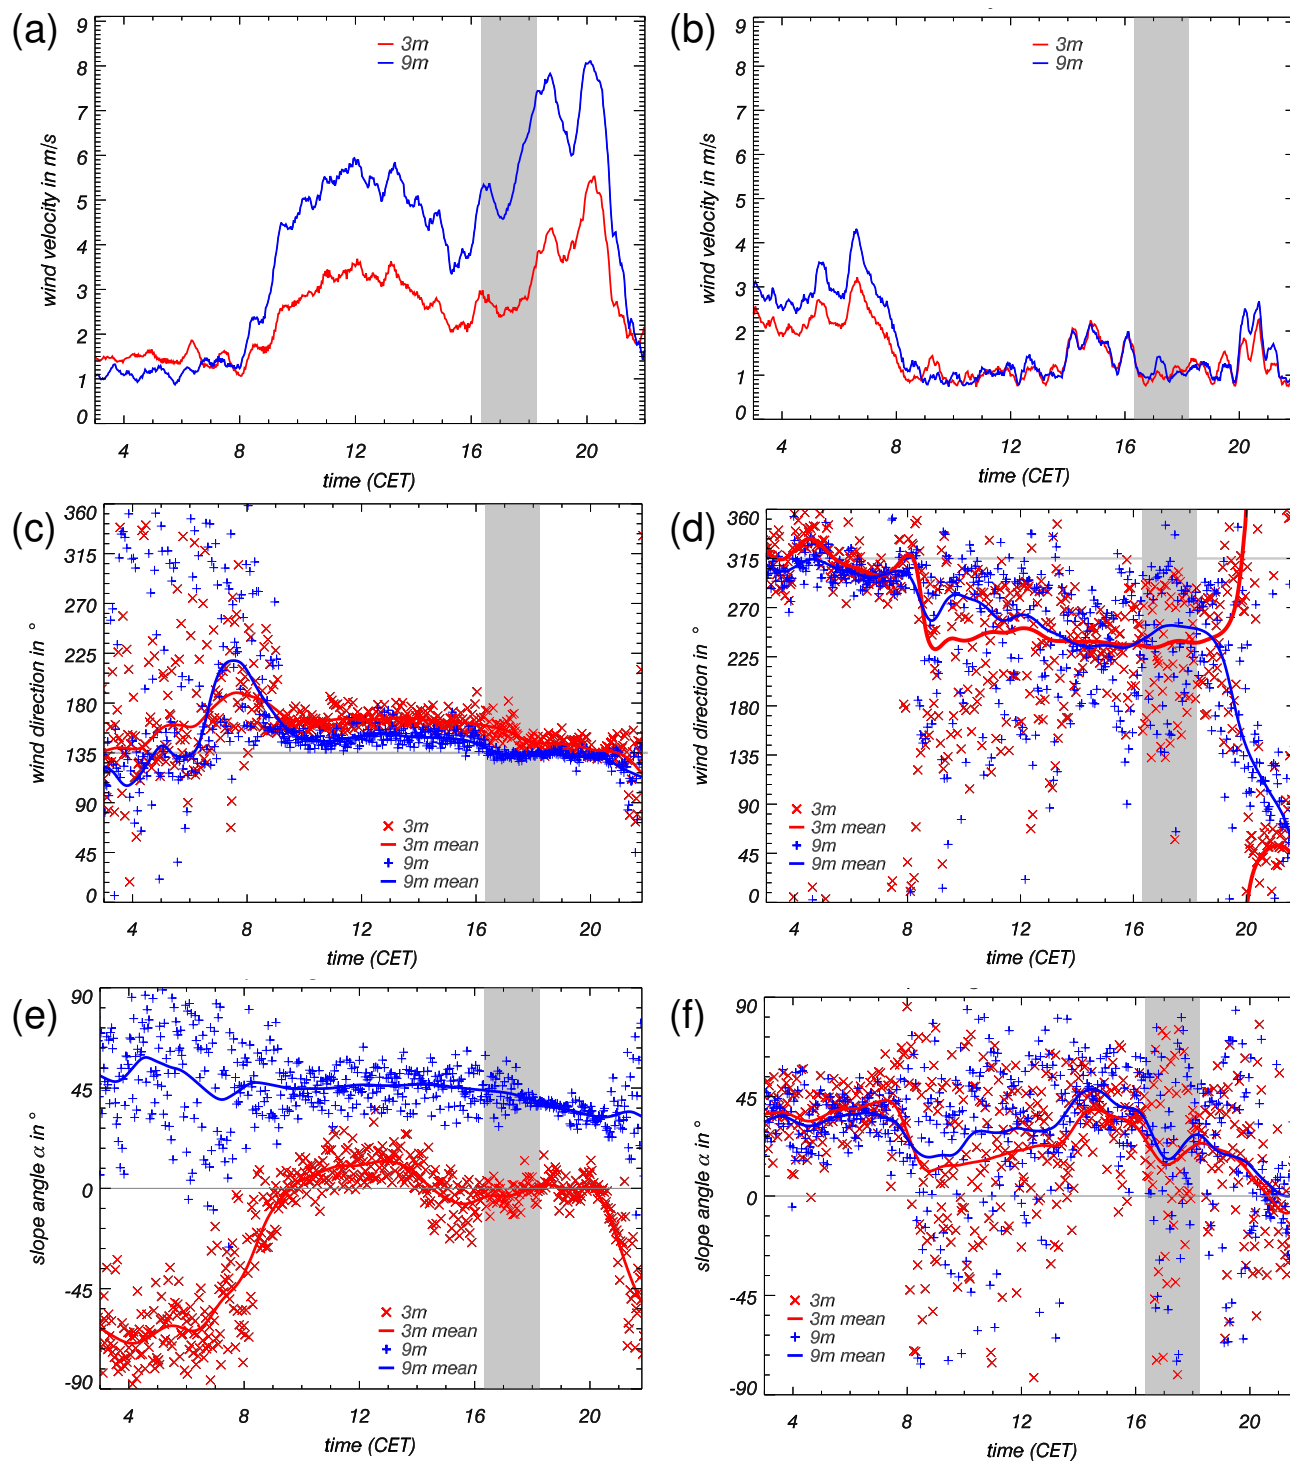 (a)
9
8
7
6
5
4
3
2
1
0
wind velocity in m/s
3m
9m
4 8 12 16 20
time (CET)
(b)
9
8
7
6
5
4
3
2
1
0
wind velocity in m/s
3m
9m
4 8 12 16 20
time (CET)
(c)
360
315
270
225
180
135
90
45
0
wind direction in °
3m
3m mean
9m
9m mean
4 8 12 16 20
time (CET)
(d)
360
315
270
225
180
135
90
45
0
wind direction in °
3m
3m mean
9m
9m mean
4 8 12 16 20
time (CET)
(e)
90
45
0
-45
-90
slope angle α in °
3m
3m mean
9m
9m mean
4 8 12 16 20
time (CET)
(f)
90
45
0
-45
-90
slope angle α in °
3m
3m mean
9m
9m mean
4 8 12 16 20
time (CET)